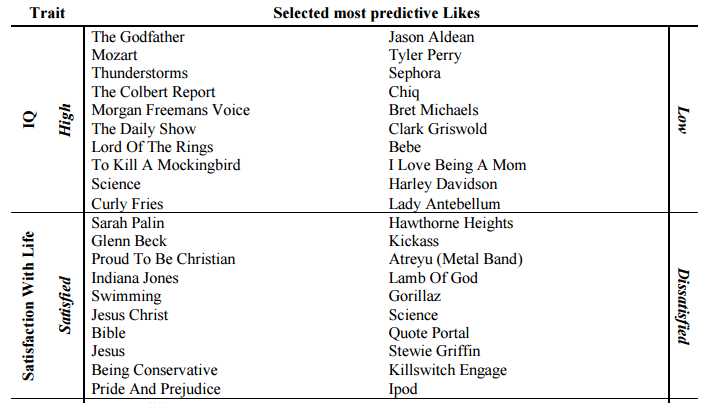 Trait Selected most predictive Likes
IQ
High
The Godfather Jason Aldean
Mozart Tyler Perry
Thunderstorms Sephora
The Colbert Report Chiq
Morgan Freemans Voice Bret Michaels
The Daily Show Clark Griswold
Lord Of The Rings Bebe
To Kill A Mockingbird I Love Being A Mom
Science Harley Davidson
Curly Fries Lady Antebellum
Low
Satisfaction With Life
Satisfied
Sarah Palin Hawthorne Heights
Glenn Beck Kickass
Proud To Be Christian Atreyu (Metal Band)
Indiana Jones Lamb Of God
Swimming Gorillaz
Jesus Christ Science
Bible Quote Portal
Jesus Stewie Griffin
Being Conservative Killswitch Engage
Pride And Prejudice Ipod
Dissatisfied